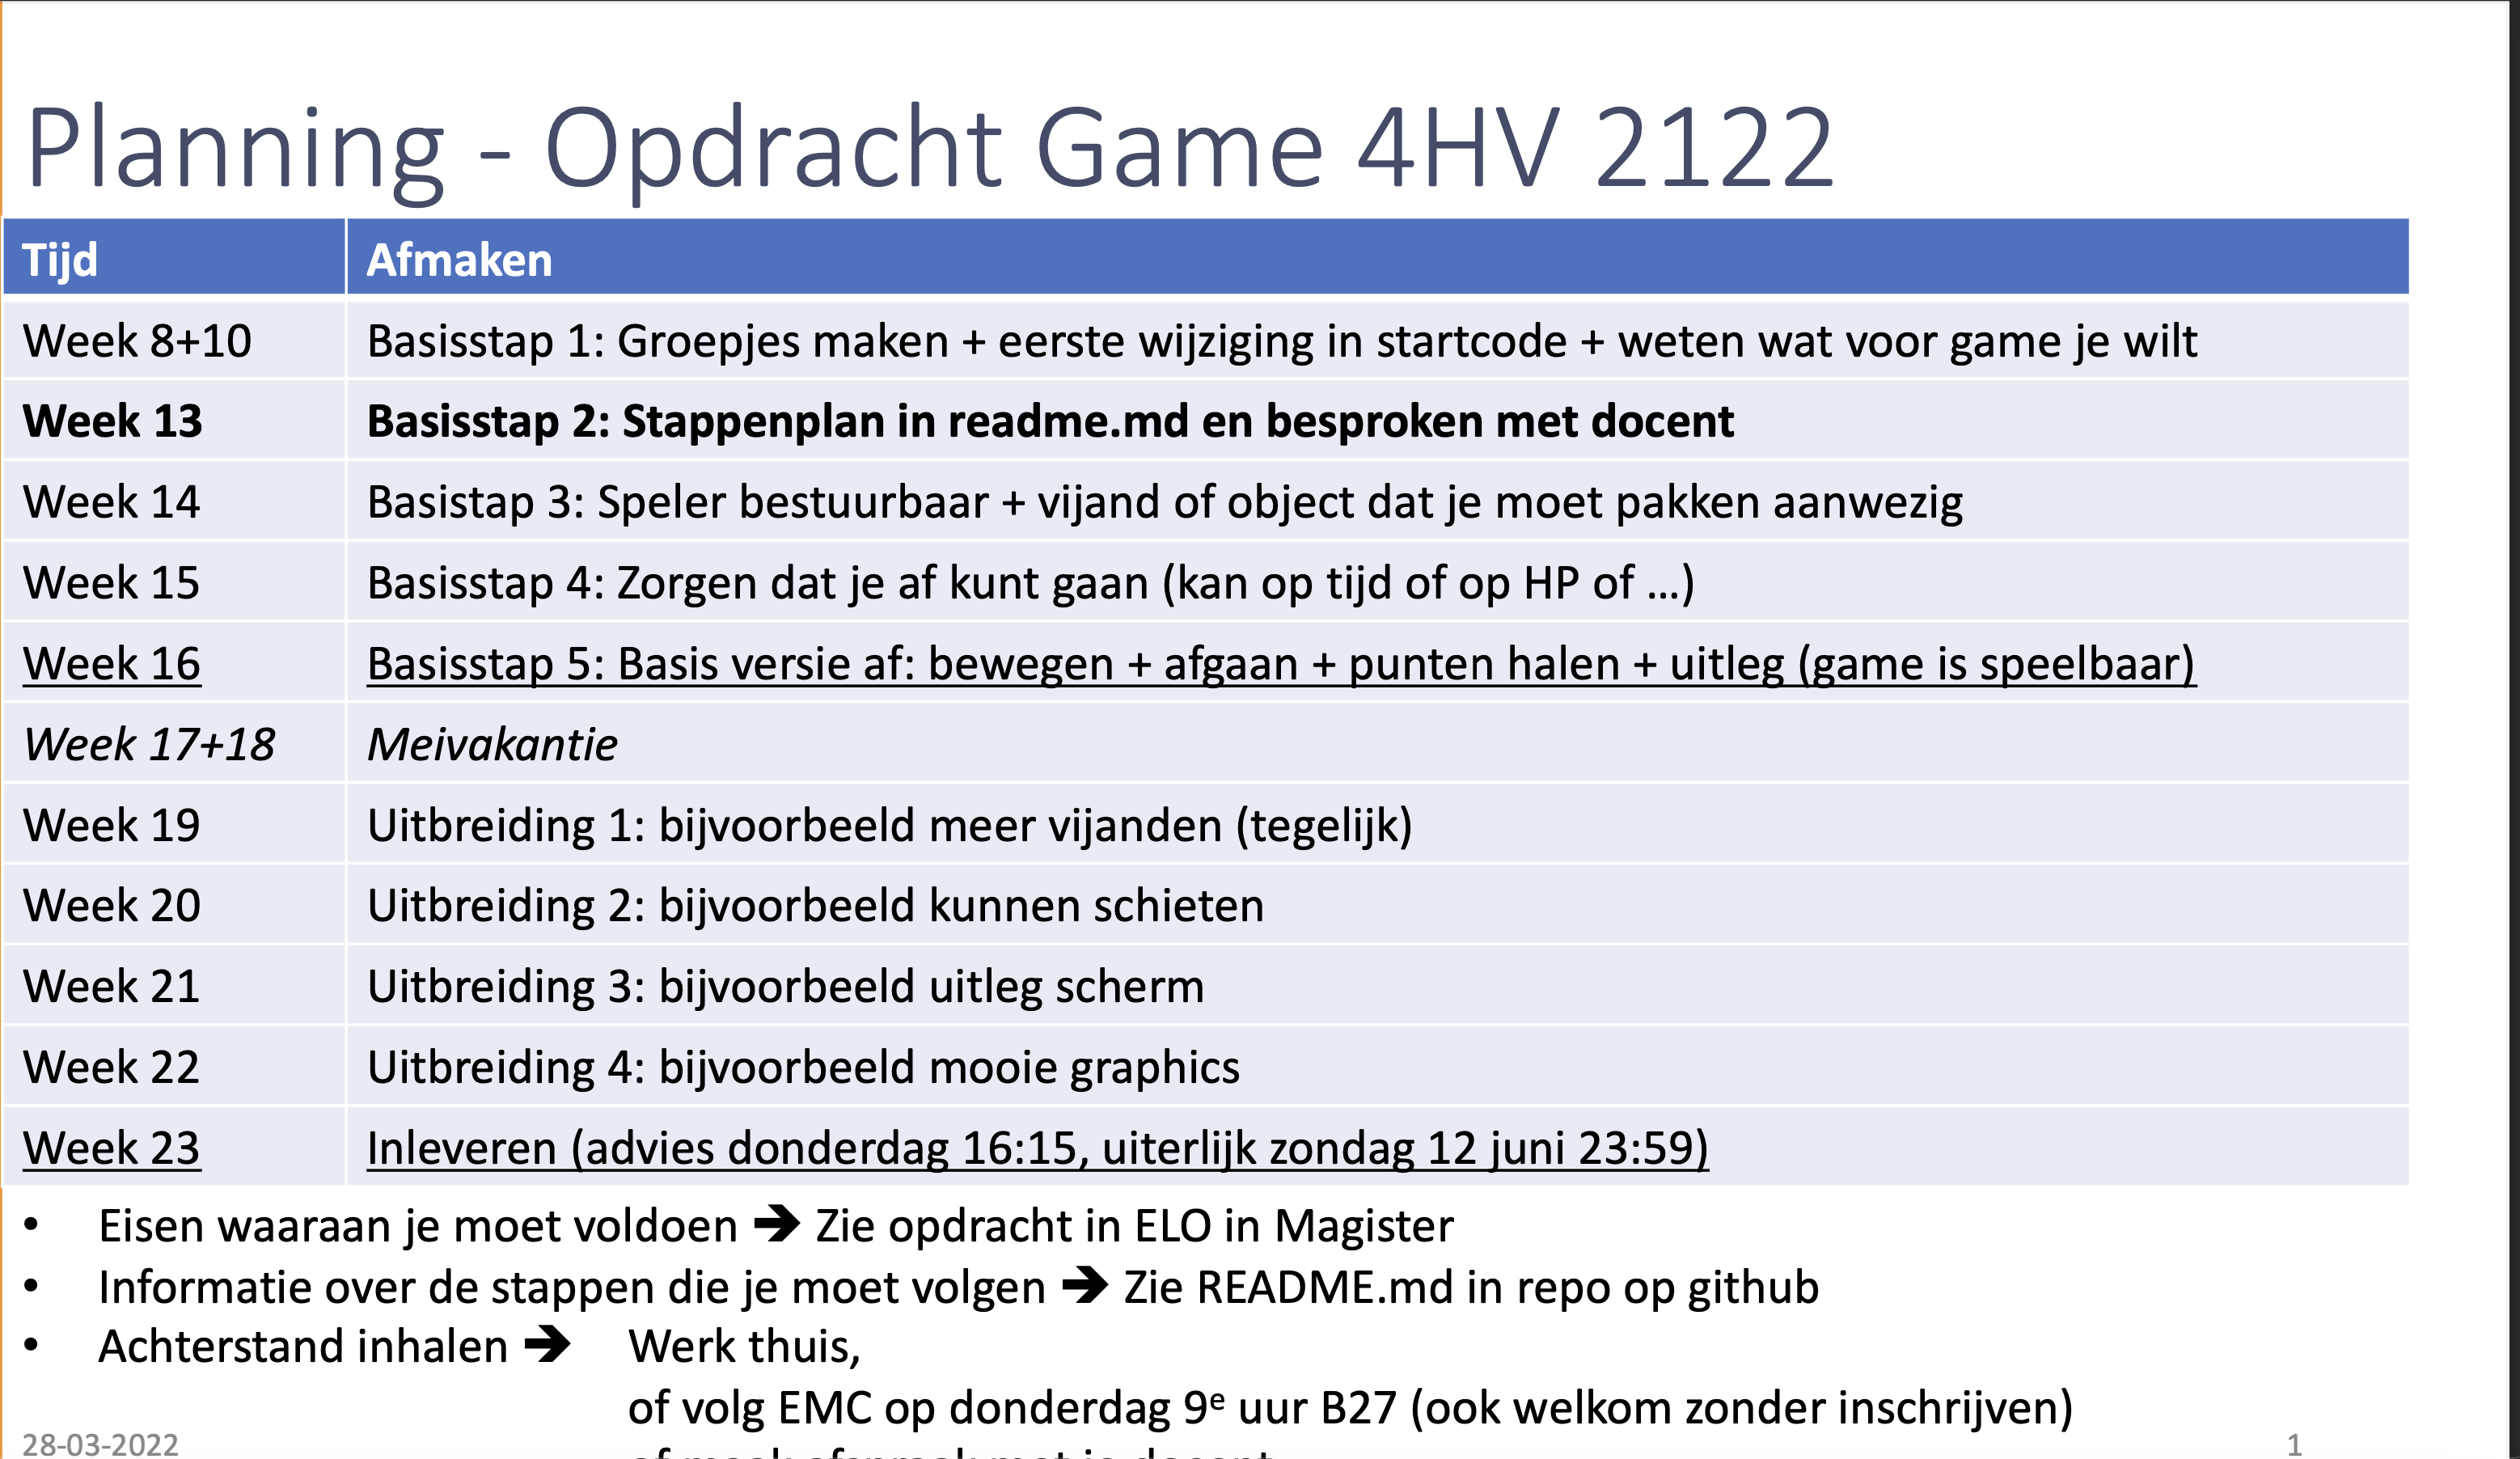 Planning - Opdracht Game 4HV 2122
Tijd Afmaken
Week 8+10 Basisstap 1: Groepjes maken + eerste wijziging in startcode + weten wat voor game je wilt
Week 13 Basisstap 2: Stappenplan in readme.md en besproken met docent
Week 14 Basistap 3: Speler bestuurbaar + vijand of object dat je moet pakken aanwezig
Week 15 Basisstap 4: Zorgen dat je af kunt gaan (kan op tijd of op HP of ...)
Week 16 Basisstap 5: Basis versie af: bewegen + afgaan + punten halen + uitleg (game is speelbaar)
Week 17+18 Meivakantie
Week 19 Uitbreiding 1: bijvoorbeeld meer vijanden (tegelijk)
Week 20 Uitbreiding 2: bijvoorbeeld kunnen schieten
Week 21 Uitbreiding 3: bijvoorbeeld uitleg scherm
Week 22 Uitbreiding 4: bijvoorbeeld mooie graphics
Week 23 Inleveren (advies donderdag 16:15, uiterlijk zondag 12 juni 23:59)
• Eisen waaraan je moet voldoen ➔ Zie opdracht in ELO in Magister
• Informatie over de stappen die je moet volgen ➔ Zie README.md in repo op github
• Achterstand inhalen ➔ Werk thuis,
of volg EMC op donderdag 9e uur B27 (ook welkom zonder inschrijven)
of maak afspraak met je docent
28-03-2022 1